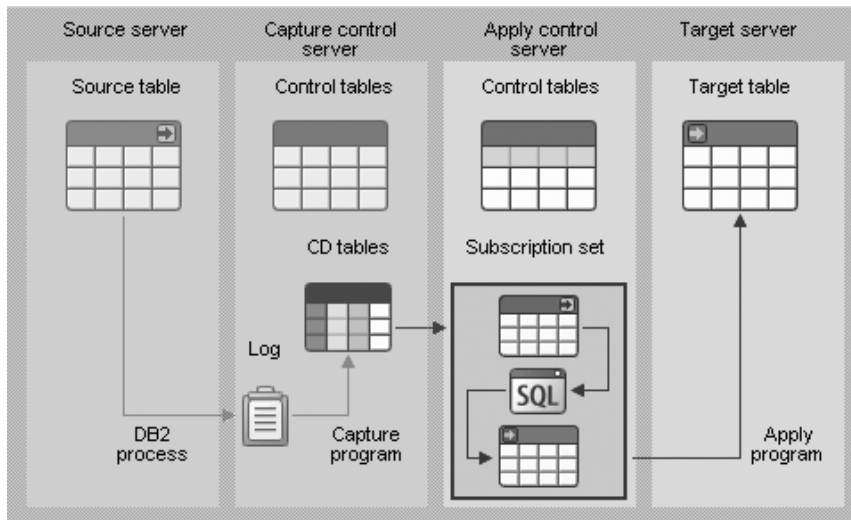 Source server
Capture control
server
Apply control
server
Target server
Source table
Control tables
Control tables
Target table
CD tables
Subscription set
Log
SQL
DB2
process
Capture
program
Apply
program